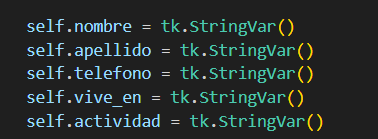 self.nombre = tk.StringVar()
self.apellido = tk.StringVar()
self.telefono = tk.StringVar()
self.vive_en = tk.StringVar()
self.actividad = tk.StringVar()